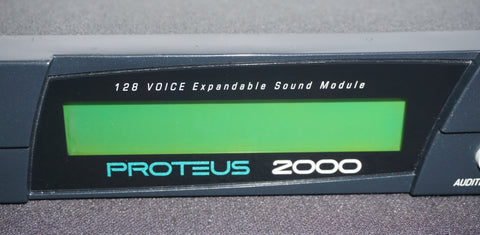 128 VOICE Expandable Sound Module
PROTEUS 2000